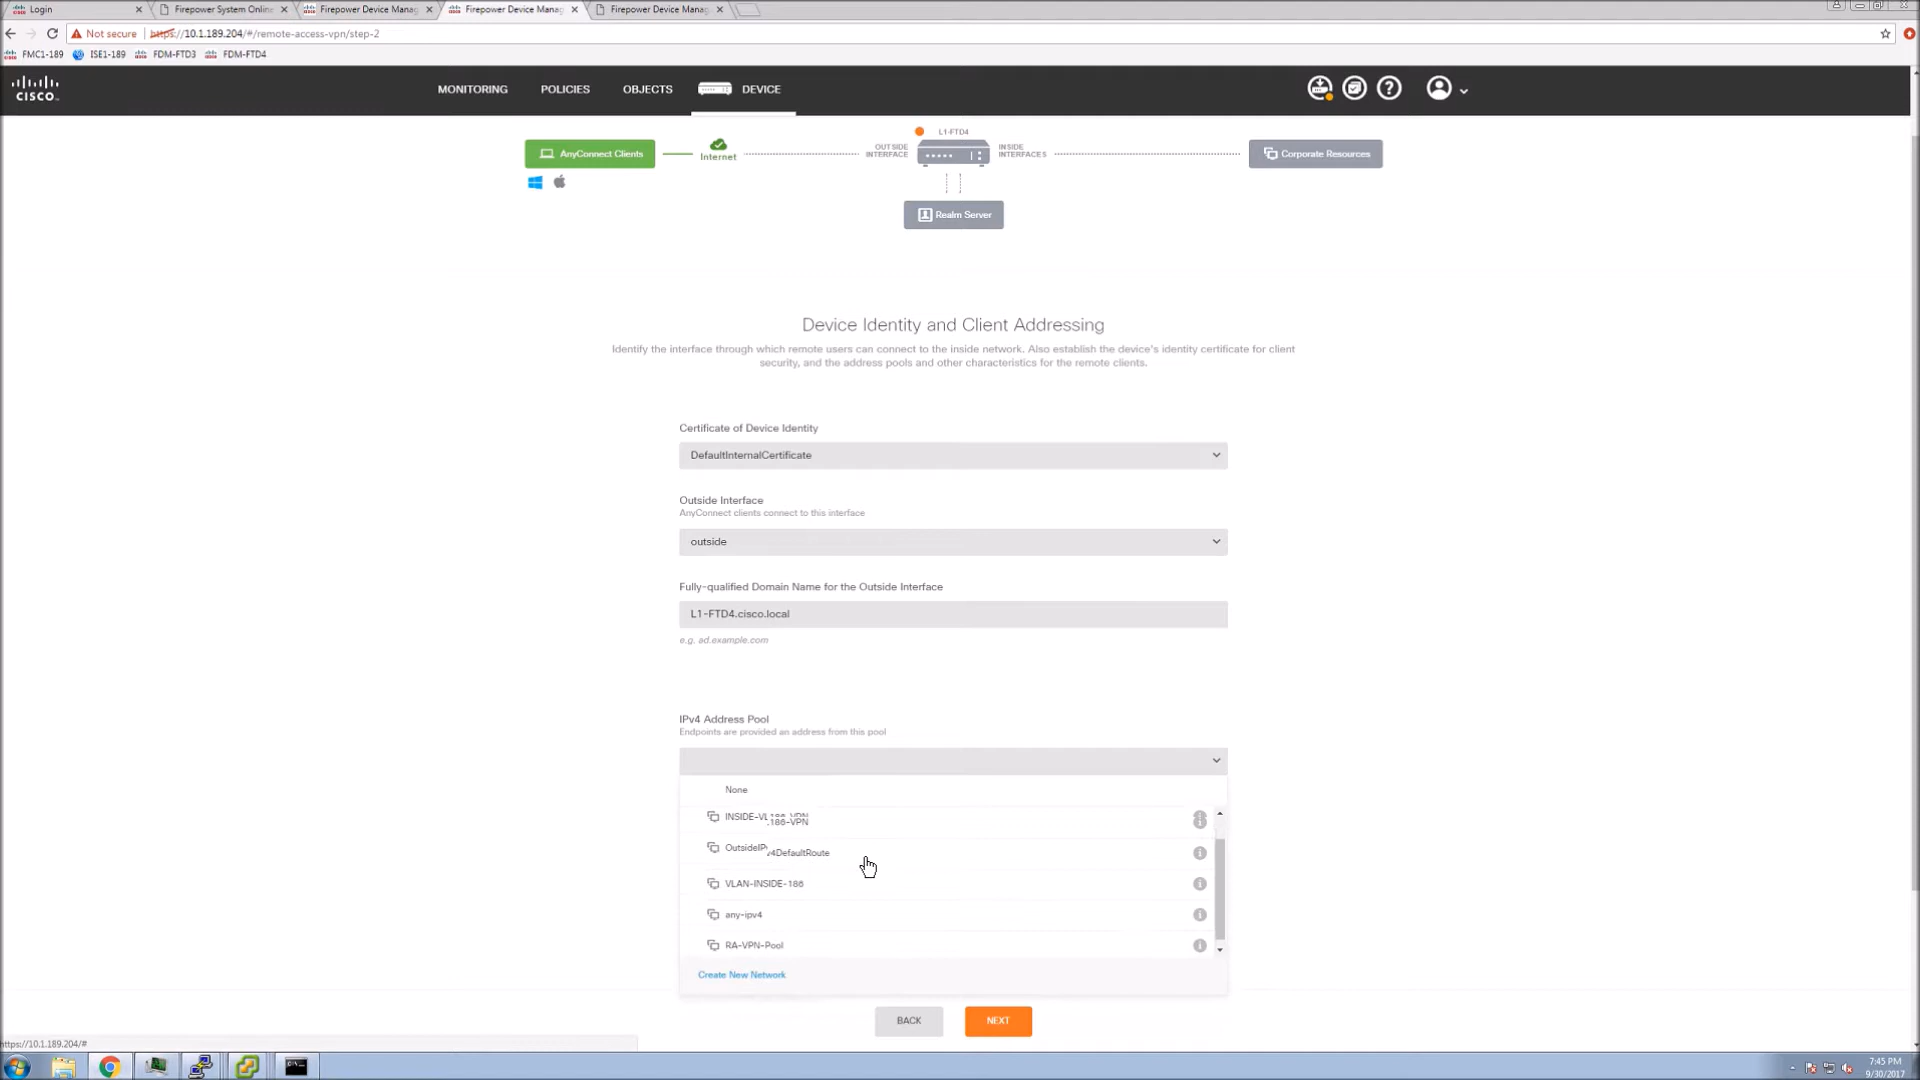 Login
Firepower System Online
Firepower Device Manag
Firepower Device Manag
Firepower Device Manag
Not secure https://10.1.189.204/#/remote-access-vpn/step-2
FMC1-189 ISE1-189 FDM-FTD3 FDM-FTD4
CISCO
MONITORING POLICIES OBJECTS DEVICE
AnyConnect Clients
Internet
OUTSIDE
INTERFACE
L1-FTD4
INSIDE
INTERFACES
Corporate Resources
Realm Server
Device Identity and Client Addressing
Identify the interface through which remote users can connect to the inside network. Also establish the device's identity certificate for client
security, and the address pools and other characteristics for the remote clients.
Certificate of Device Identity
DefaultInternalCertificate
Outside Interface
AnyConnect clients connect to this interface
outside
Fully-qualified Domain Name for the Outside Interface
L1-FTD4.cisco.local
e.g. ad.example.com
IPv4 Address Pool
Endpoints are provided an address from this pool
None
VLAN-INSIDE-186
any-ipv4
RA-VPN-Pool
Create New Network
BACK NEXT
https://10.1.189.204/#
7:45 PM
9/30/2017